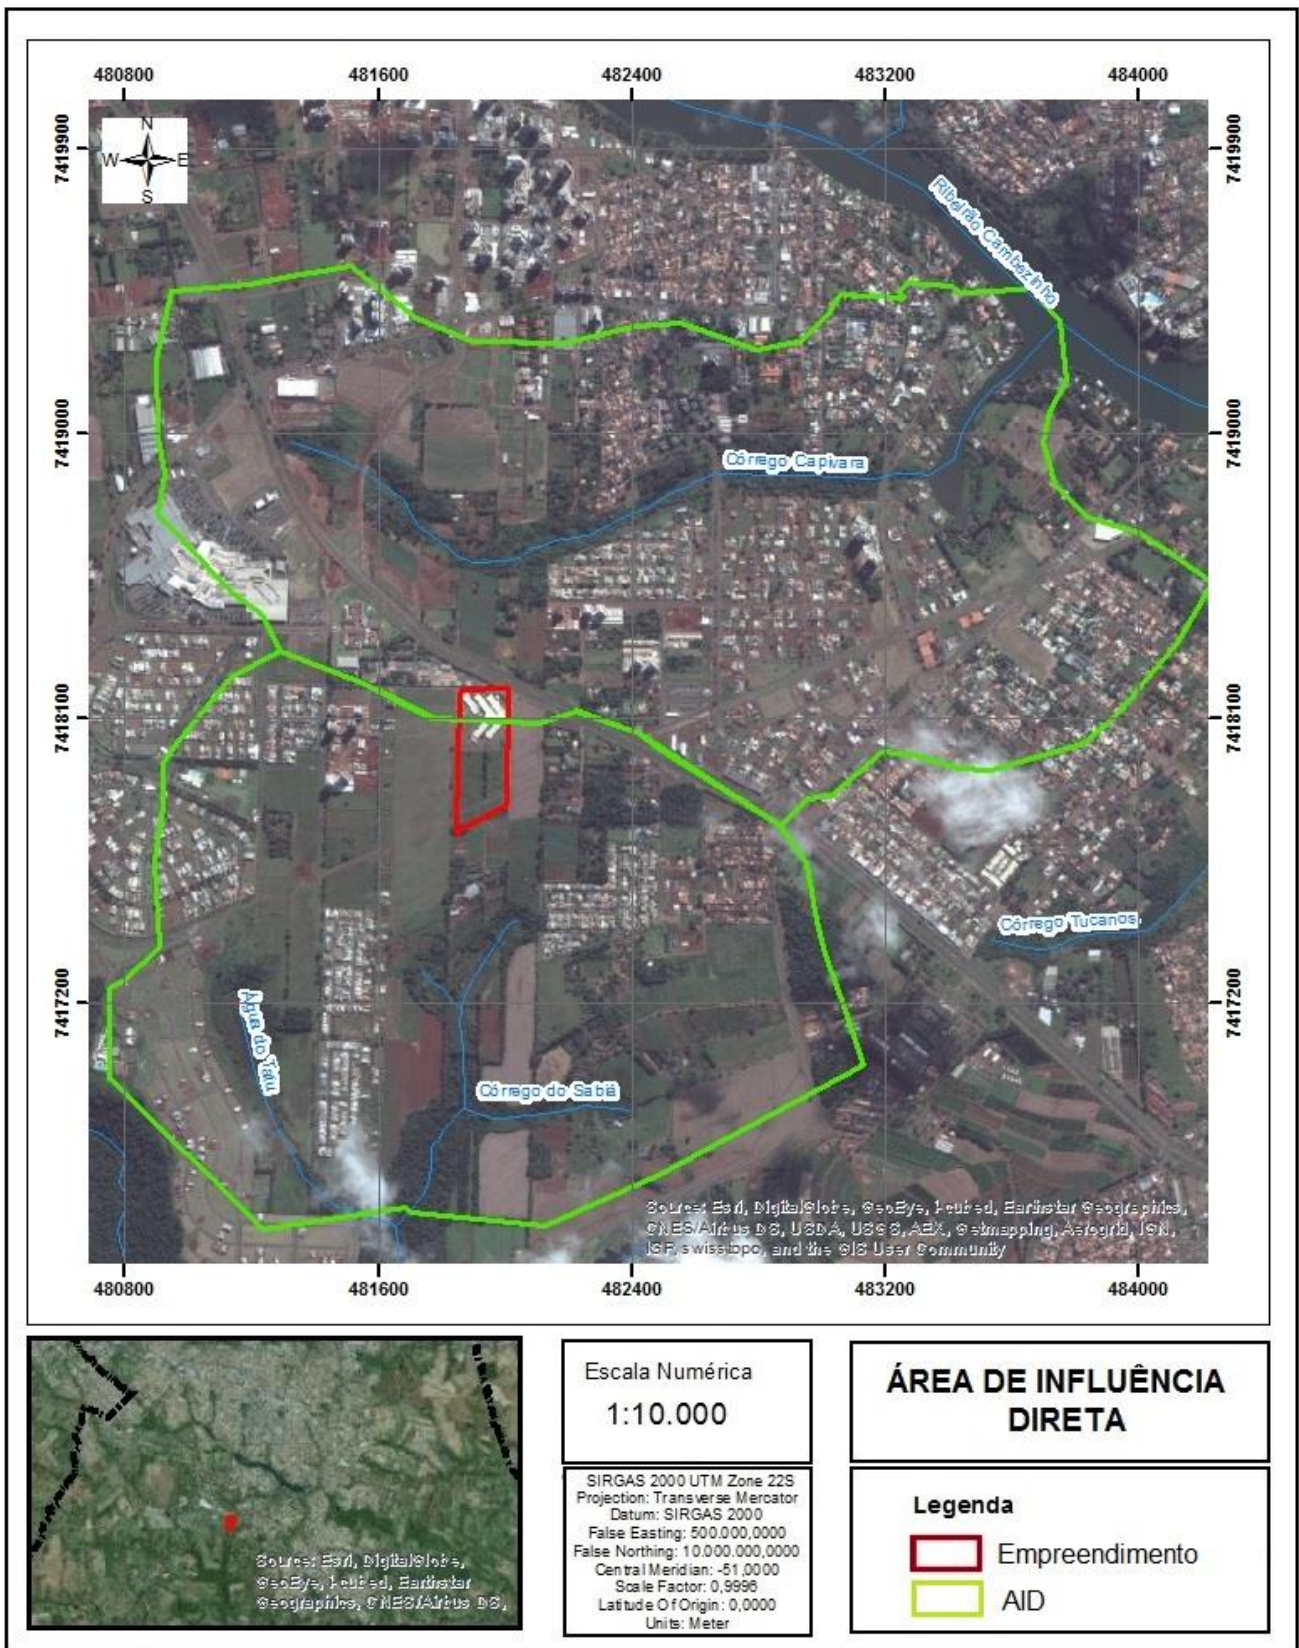 480800 481600 482400 483200 484000
N
W E
S
7419900
7419900
Ribeirão Cambezinho
7419000
7419000
Córrego Capivara
7418100
7418100
Córrego Tucanos
7417200
7417200
Água do Tatu
Córrego do Sabiá
Source: Esri, DigitalGlobe, GeoEye, i-cubed, Earthstar Geographics,
CNES/Airbus DS, USDA, USGS, AEX, Getmapping, Aerogrid, IGN,
IGP, swisstopo, and the GIS User Community
480800 481600 482400 483200 484000
Source: Esri, DigitalGlobe,
GeoEye, i-cubed, Earthstar
Geographics, CNES/Airbus DS,
Escala Numérica
1:10.000
SIRGAS 2000 UTM Zone 22S
Projection: Transverse Mercator
Datum: SIRGAS 2000
False Easting: 500.000,0000
False Northing: 10.000.000,0000
Central Meridian: -51,0000
Scale Factor: 0,9996
Latitude Of Origin: 0,0000
Units: Meter
ÁREA DE INFLUÊNCIA
DIRETA
Legenda
Empreendimento
AID